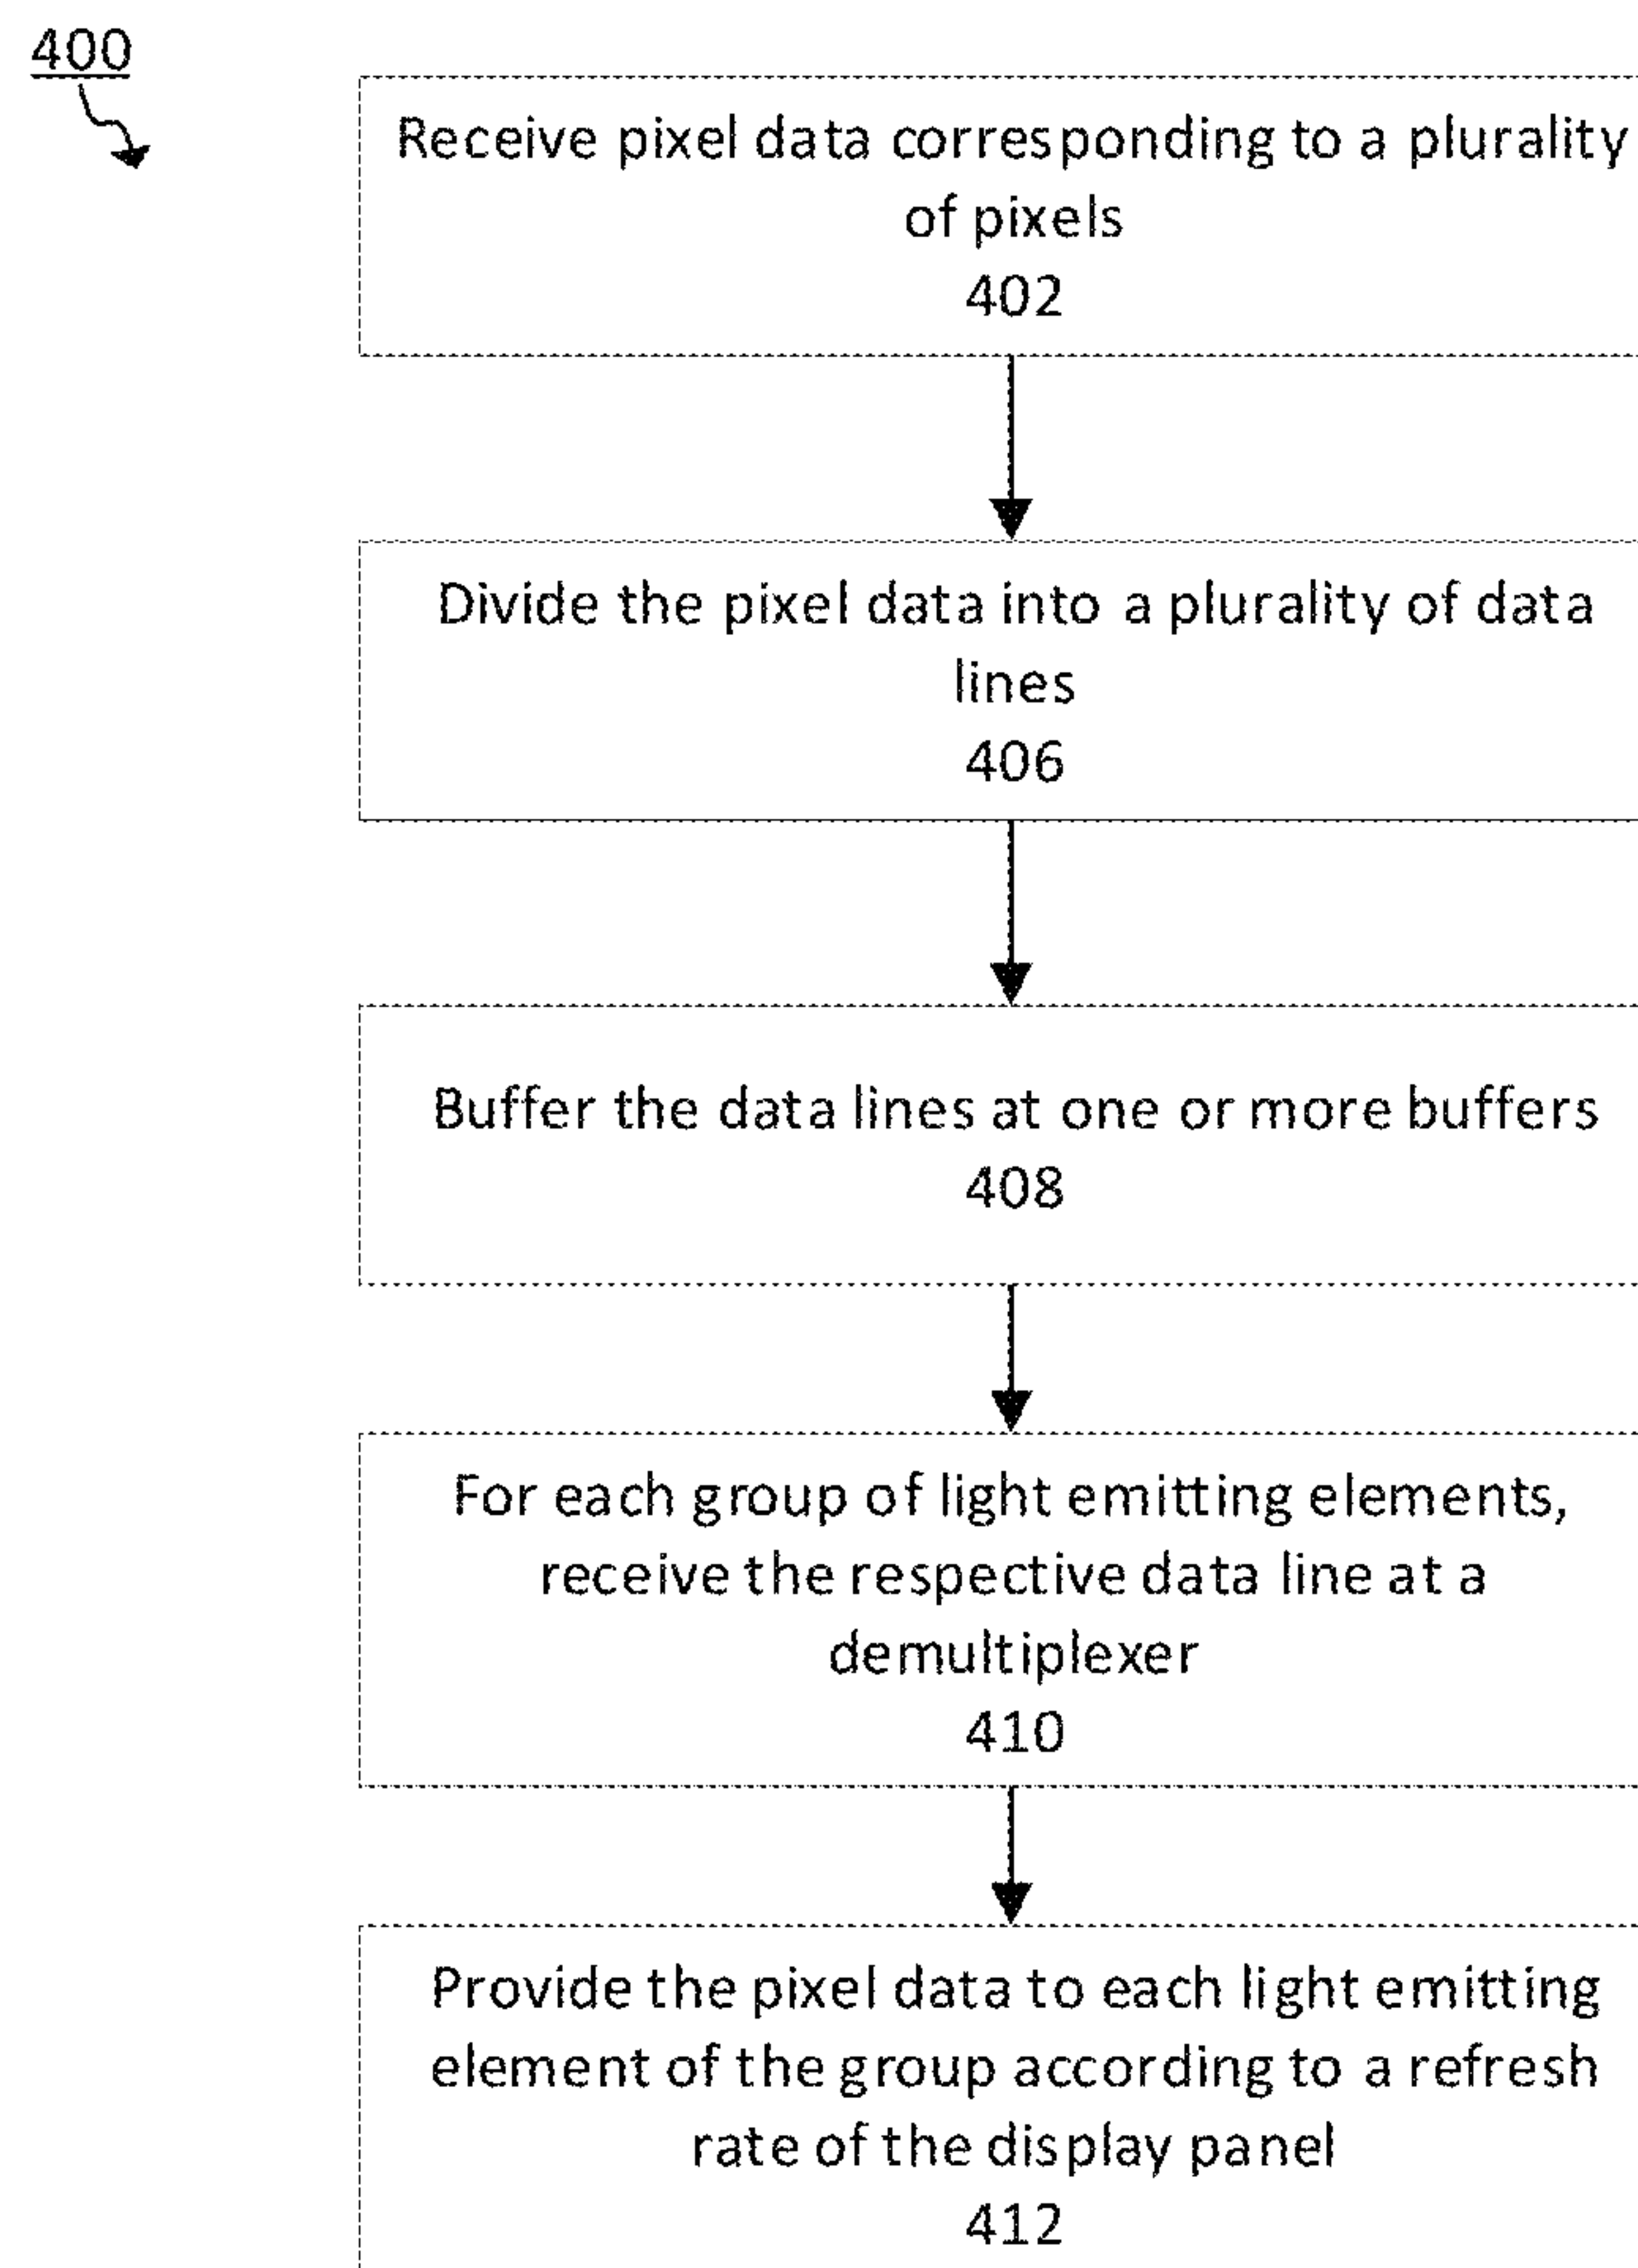 400
Receive pixel data corresponding to a plurality
of pixels
402
Divide the pixel data into a plurality of data
lines
406
Buffer the data lines at one or more buffers
408
For each group of light emitting elements,
receive the respective data line at a
demultiplexer
410
Provide the pixel data to each light emitting
element of the group according to a refresh
rate of the display panel
412